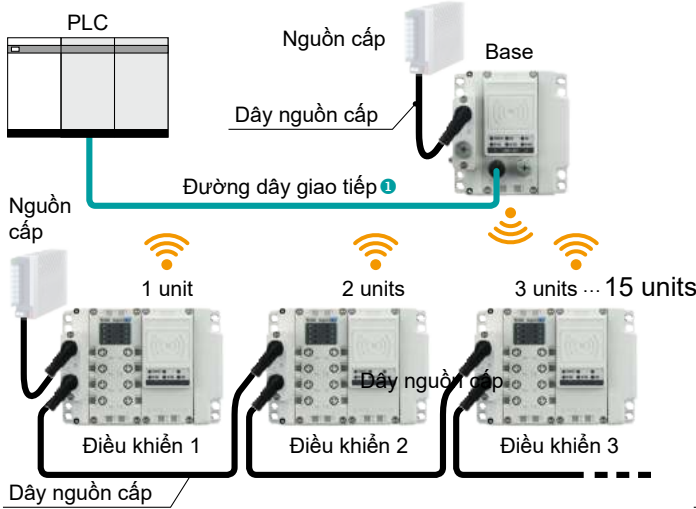 PLC
Nguồn cấp
Base
Dây nguồn cấp
Đường dây giao tiếp ❶
Nguồn
cấp
1 unit
2 units
3 units ··· 15 units
Dây nguồn cấp
Điều khiển 1
Điều khiển 2
Điều khiển 3
Dây nguồn cấp